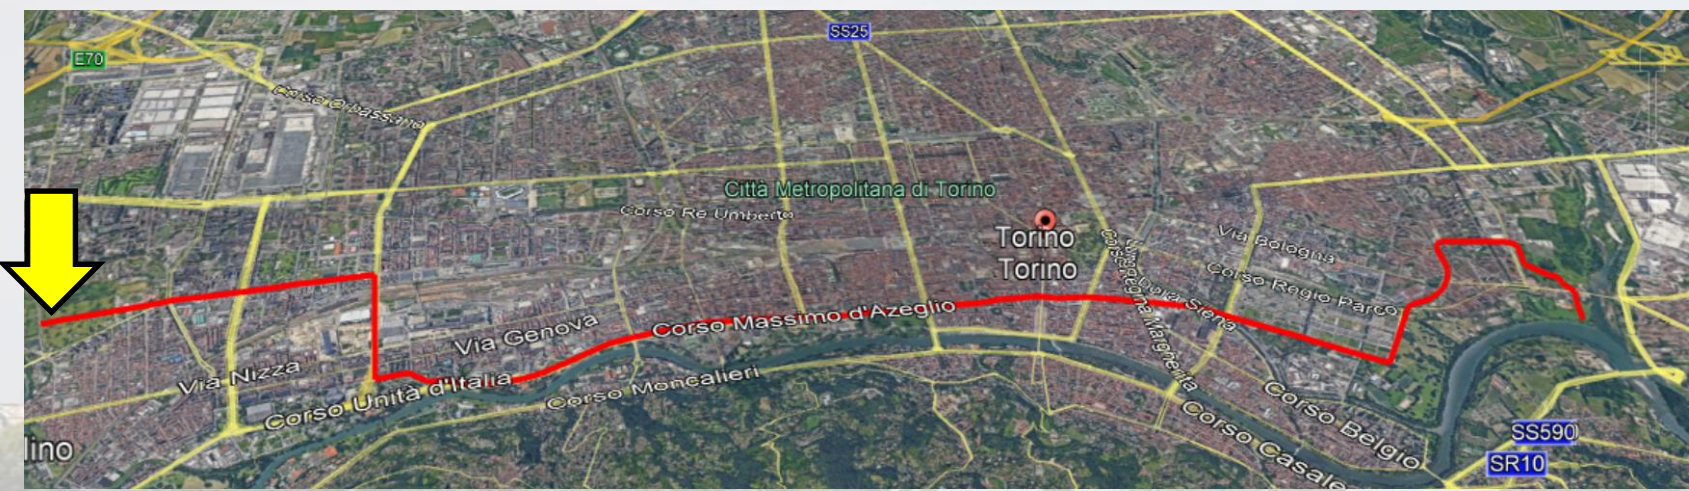 SS25
E70
Corso Orbassano
Città Metropolitana di Torino
Corso Re Umberto
Torino
Torino
Via Bologna
Corso Regina Margherita
Corso Regio Parco
Dora Siena
Corso Massimo d'Azeglio
Via Genova
Via Nizza
Corso Unità d'Italia
Corso Moncalieri
Corso Belgio
Corso Casale
SS590
SR10
lino